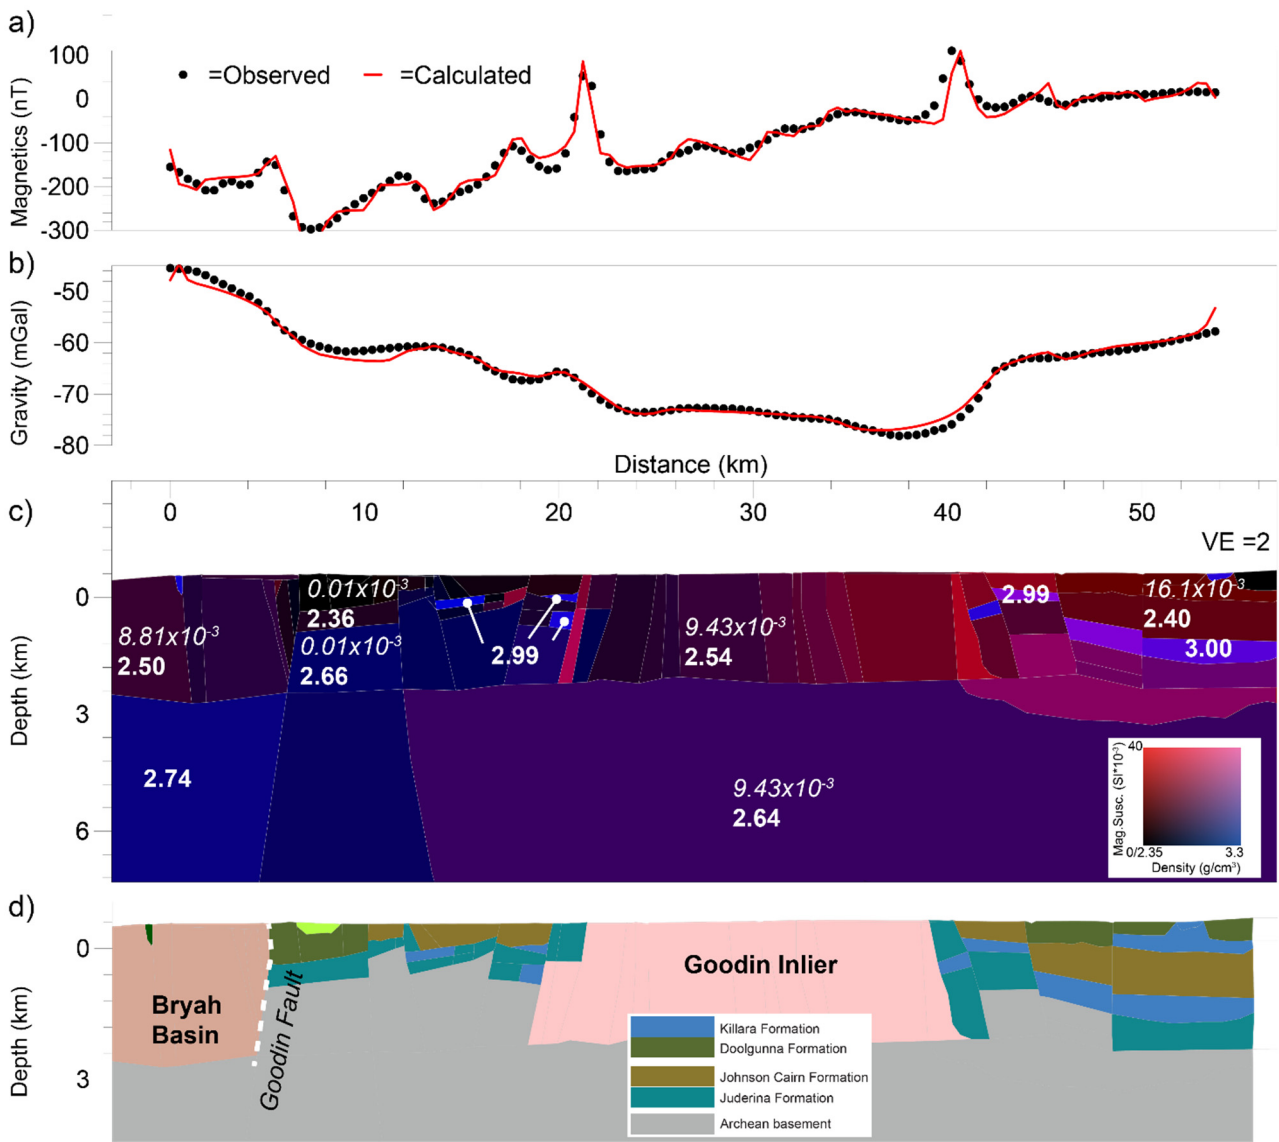 a)
100
0
-100
-200
-300
Magnetics (nT)
=Observed
=Calculated
b)
-50
-60
-70
-80
Gravity (mGal)
Distance (km)
c)
0
10
20
30
40
50
VE =2
0
3
6
Depth (km)
8.81x10⁻³
2.50
0.01x10⁻³
2.36
0.01x10⁻³
2.66
2.99
9.43x10⁻³
2.54
2.99
16.1x10⁻³
2.40
3.00
2.74
9.43x10⁻³
2.64
40
Mag.Susc. (SI*10⁻³)
0/2.35
3.3
Density (g/cm³)
d)
0
3
Depth (km)
Bryah
Basin
Goodin Fault
Goodin Inlier
Killara Formation
Doolgunna Formation
Johnson Cairn Formation
Juderina Formation
Archean basement